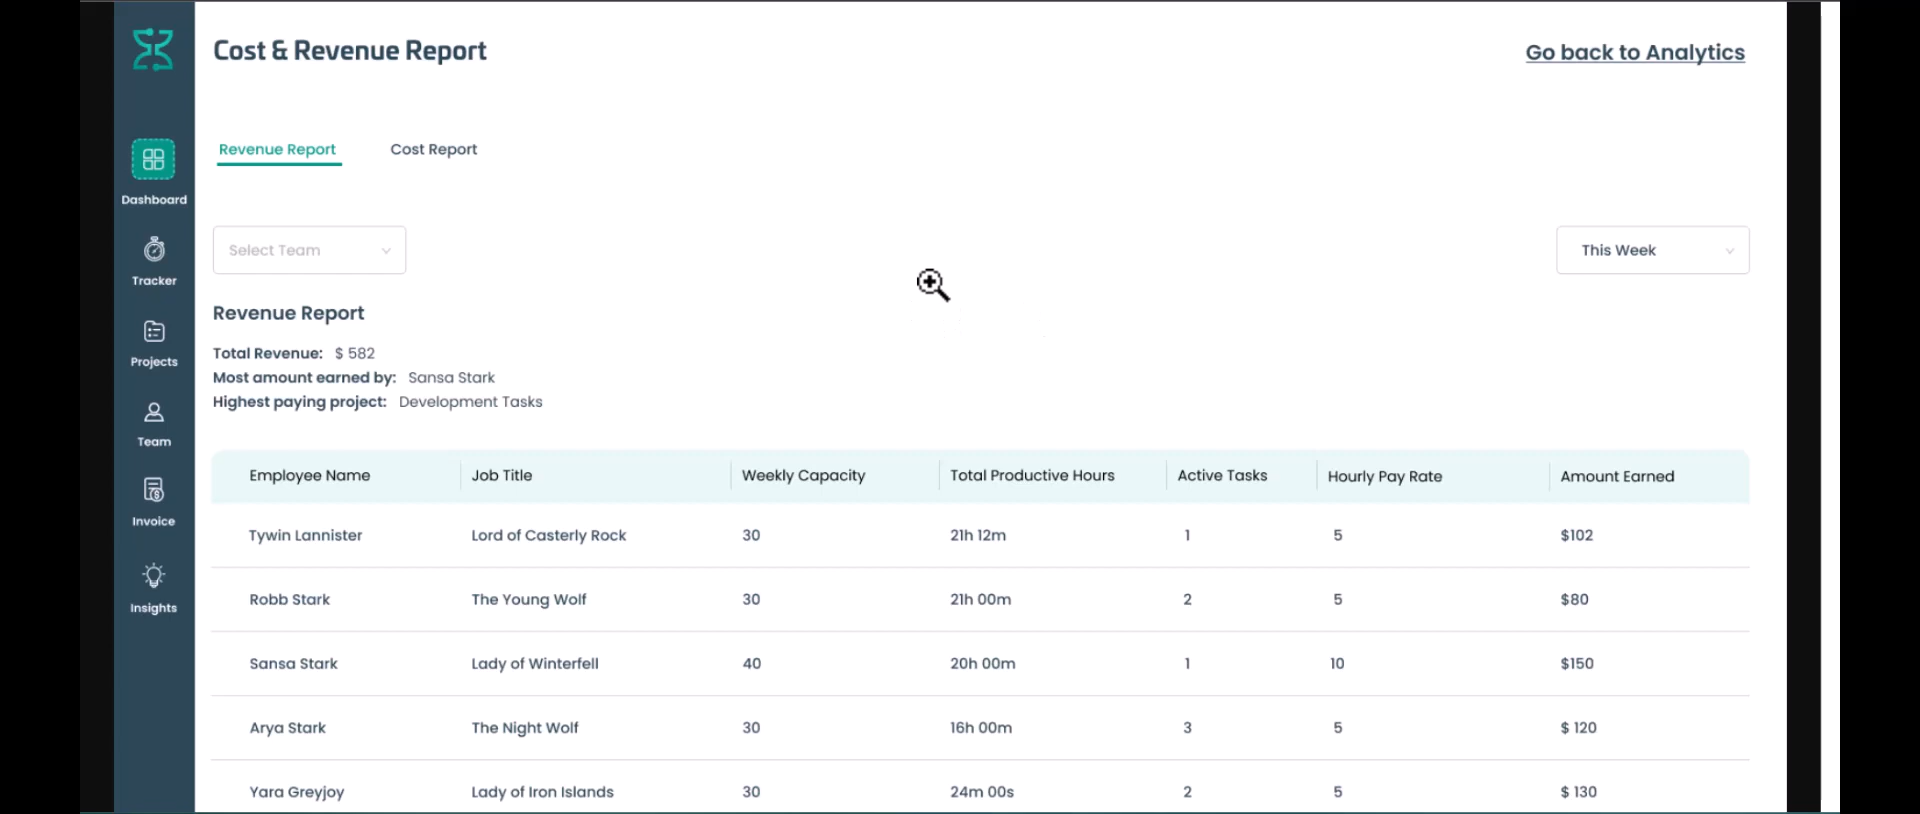 Cost & Revenue Report
Go back to Analytics
Revenue Report
Cost Report
Dashboard
Tracker
Projects
Team
Invoice
Insights
Select Team
This Week
Revenue Report
Total Revenue: $ 582
Most amount earned by: Sansa Stark
Highest paying project: Development Tasks
Employee Name Job Title Weekly Capacity Total Productive Hours Active Tasks Hourly Pay Rate Amount Earned
Tywin Lannister Lord of Casterly Rock 30 21h 12m 1 5 $102
Robb Stark The Young Wolf 30 21h 00m 2 5 $80
Sansa Stark Lady of Winterfell 40 20h 00m 1 10 $150
Arya Stark The Night Wolf 30 16h 00m 3 5 $ 120
Yara Greyjoy Lady of Iron Islands 30 24m 00s 2 5 $ 130